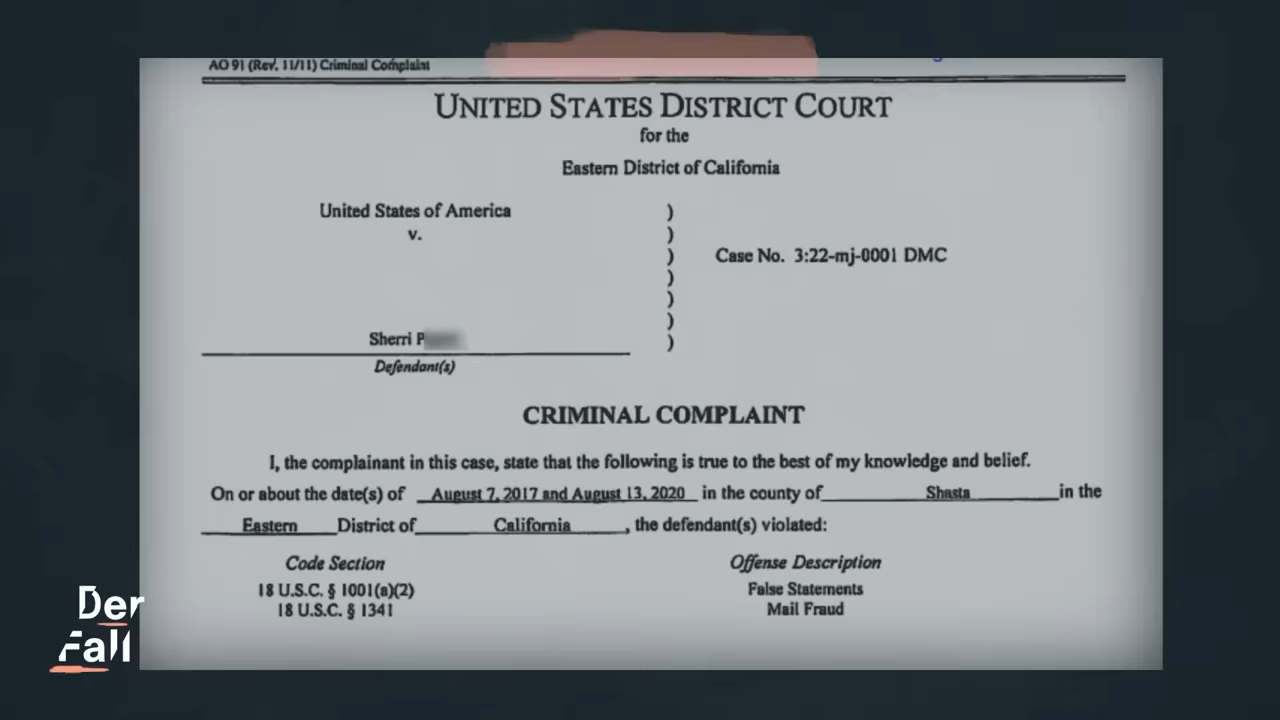 AO 91 (Rev. 11/11) Criminal Complaint
UNITED STATES DISTRICT COURT
for the
Eastern District of California
United States of America
v.
Sherri P
Defendant(s)
)
)
)
)
)
)
)
Case No. 3:22-mj-0001 DMC
CRIMINAL COMPLAINT
I, the complainant in this case, state that the following is true to the best of my knowledge and belief.
On or about the date(s) of August 7, 2017 and August 13, 2020 in the county of Shasta in the
Eastern District of California , the defendant(s) violated:
Code Section Offense Description
18 U.S.C. § 1001(a)(2) False Statements
18 U.S.C. § 1341 Mail Fraud
Der
Fall